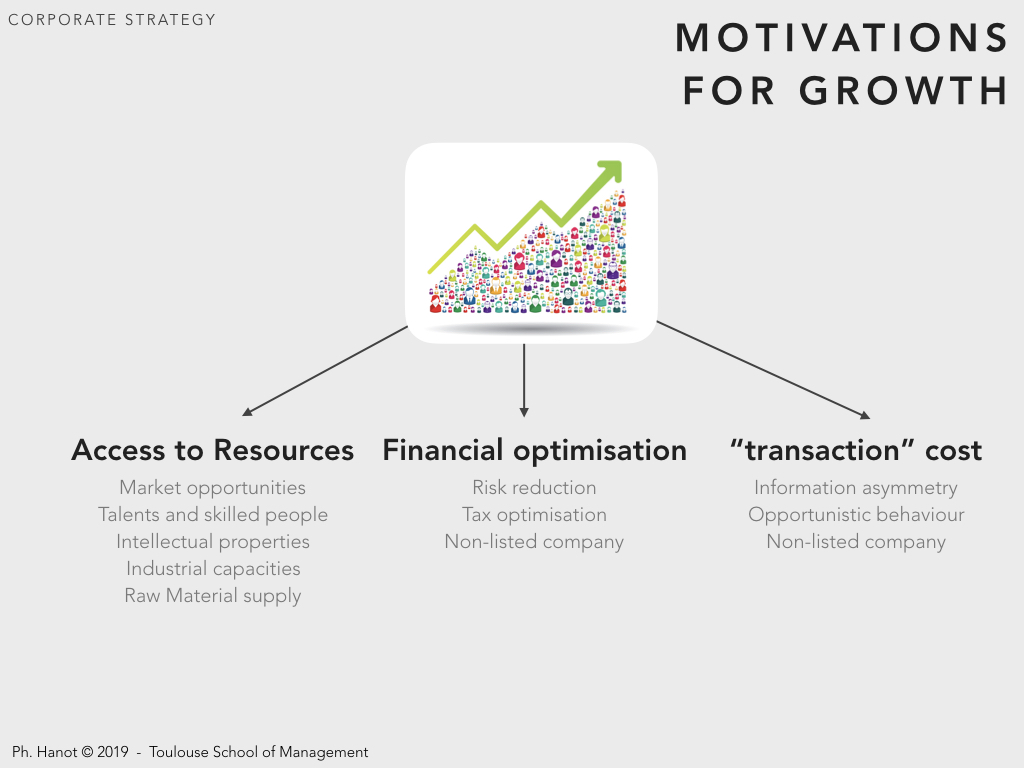 CORPORATE STRATEGY
MOTIVATIONS
FOR GROWTH
Access to Resources
Market opportunities
Talents and skilled people
Intellectual properties
Industrial capacities
Raw Material supply
Financial optimisation
Risk reduction
Tax optimisation
Non-listed company
“transaction” cost
Information asymmetry
Opportunistic behaviour
Non-listed company
Ph. Hanot © 2019 - Toulouse School of Management